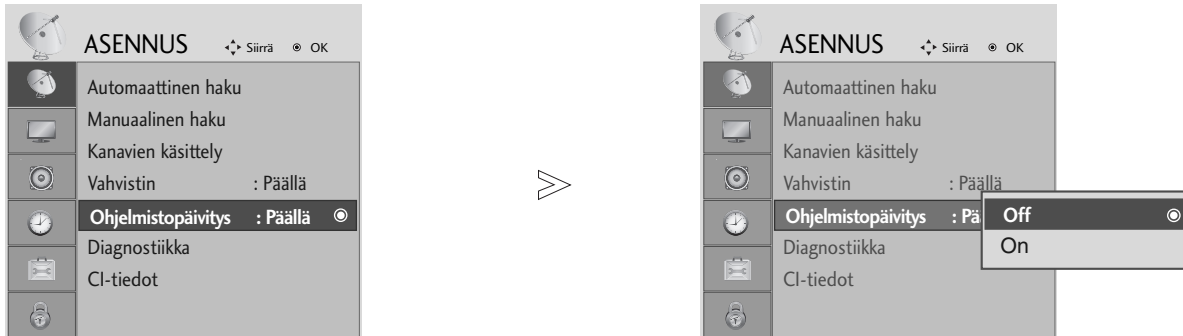 ASENNUS Siirrä OK
Automaattinen haku
Manuaalinen haku
Kanavien käsittely
Vahvistin : Päällä
Ohjelmistopäivitys : Päällä
Diagnostiikka
CI-tiedot
ASENNUS Siirrä OK
Automaattinen haku
Manuaalinen haku
Kanavien käsittely
Vahvistin : Päällä
Ohjelmistopäivitys : Pä
Off
Diagnostiikka
On
CI-tiedot